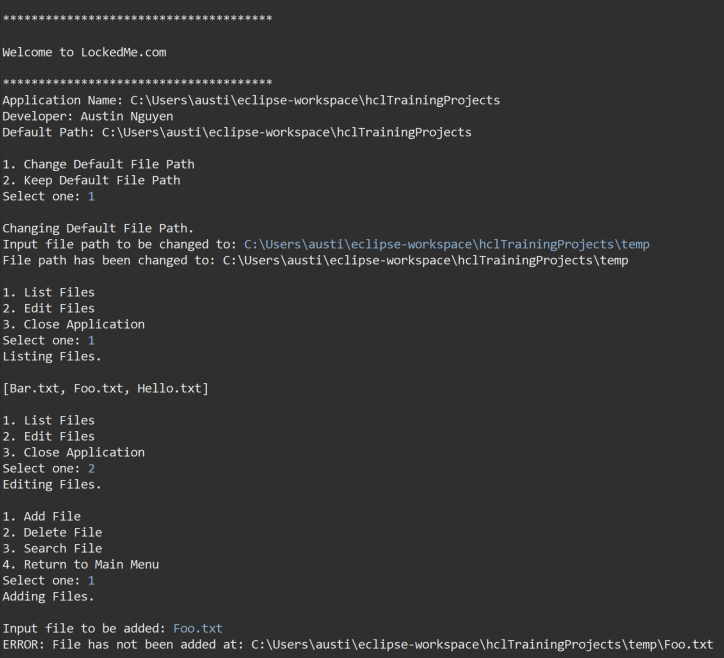 **************************************
Welcome to LockedMe.com
**************************************
Application Name: C:\Users\austi\eclipse-workspace\hclTrainingProjects
Developer: Austin Nguyen
Default Path: C:\Users\austi\eclipse-workspace\hclTrainingProjects
1. Change Default File Path
2. Keep Default File Path
Select one: 1
Changing Default File Path.
Input file path to be changed to: C:\Users\austi\eclipse-workspace\hclTrainingProjects\temp
File path has been changed to: C:\Users\austi\eclipse-workspace\hclTrainingProjects\temp
1. List Files
2. Edit Files
3. Close Application
Select one: 1
Listing Files.
[Bar.txt, Foo.txt, Hello.txt]
1. List Files
2. Edit Files
3. Close Application
Select one: 2
Editing Files.
1. Add File
2. Delete File
3. Search File
4. Return to Main Menu
Select one: 1
Adding Files.
Input file to be added: Foo.txt
ERROR: File has not been added at: C:\Users\austi\eclipse-workspace\hclTrainingProjects\temp\Foo.txt